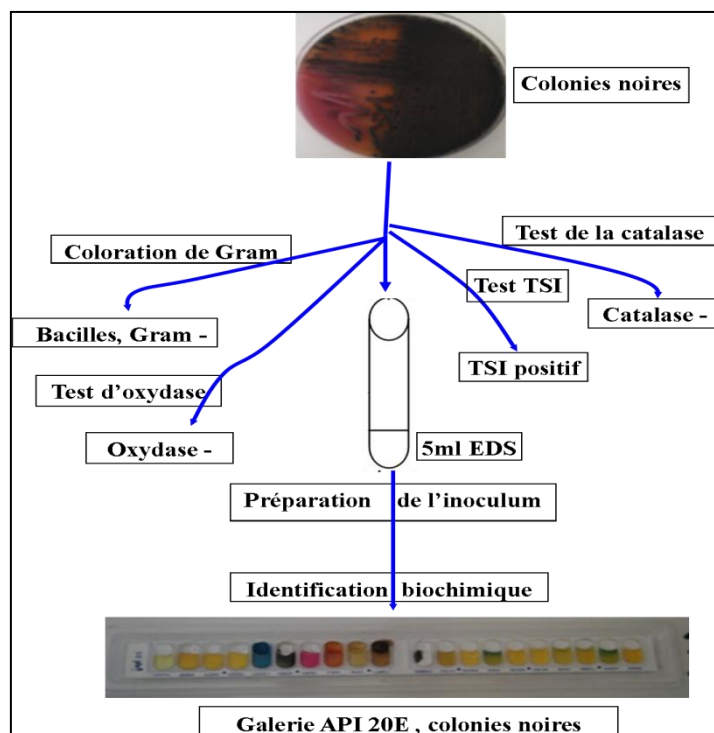 Colonies noires
Test de la catalase
Coloration de Gram
Test TSI
Catalase -
Bacilles, Gram -
TSI positif
Test d'oxydase
Oxydase -
5ml EDS
Préparation de l'inoculum
Identification biochimique
Galerie API 20E , colonies noires